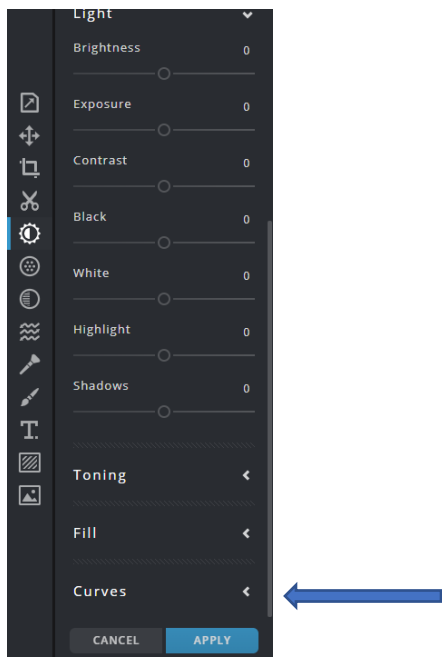 Light
Brightness 0
Exposure 0
Contrast 0
Black 0
White 0
Highlight 0
Shadows 0
Toning
Fill
Curves
CANCEL APPLY
T.